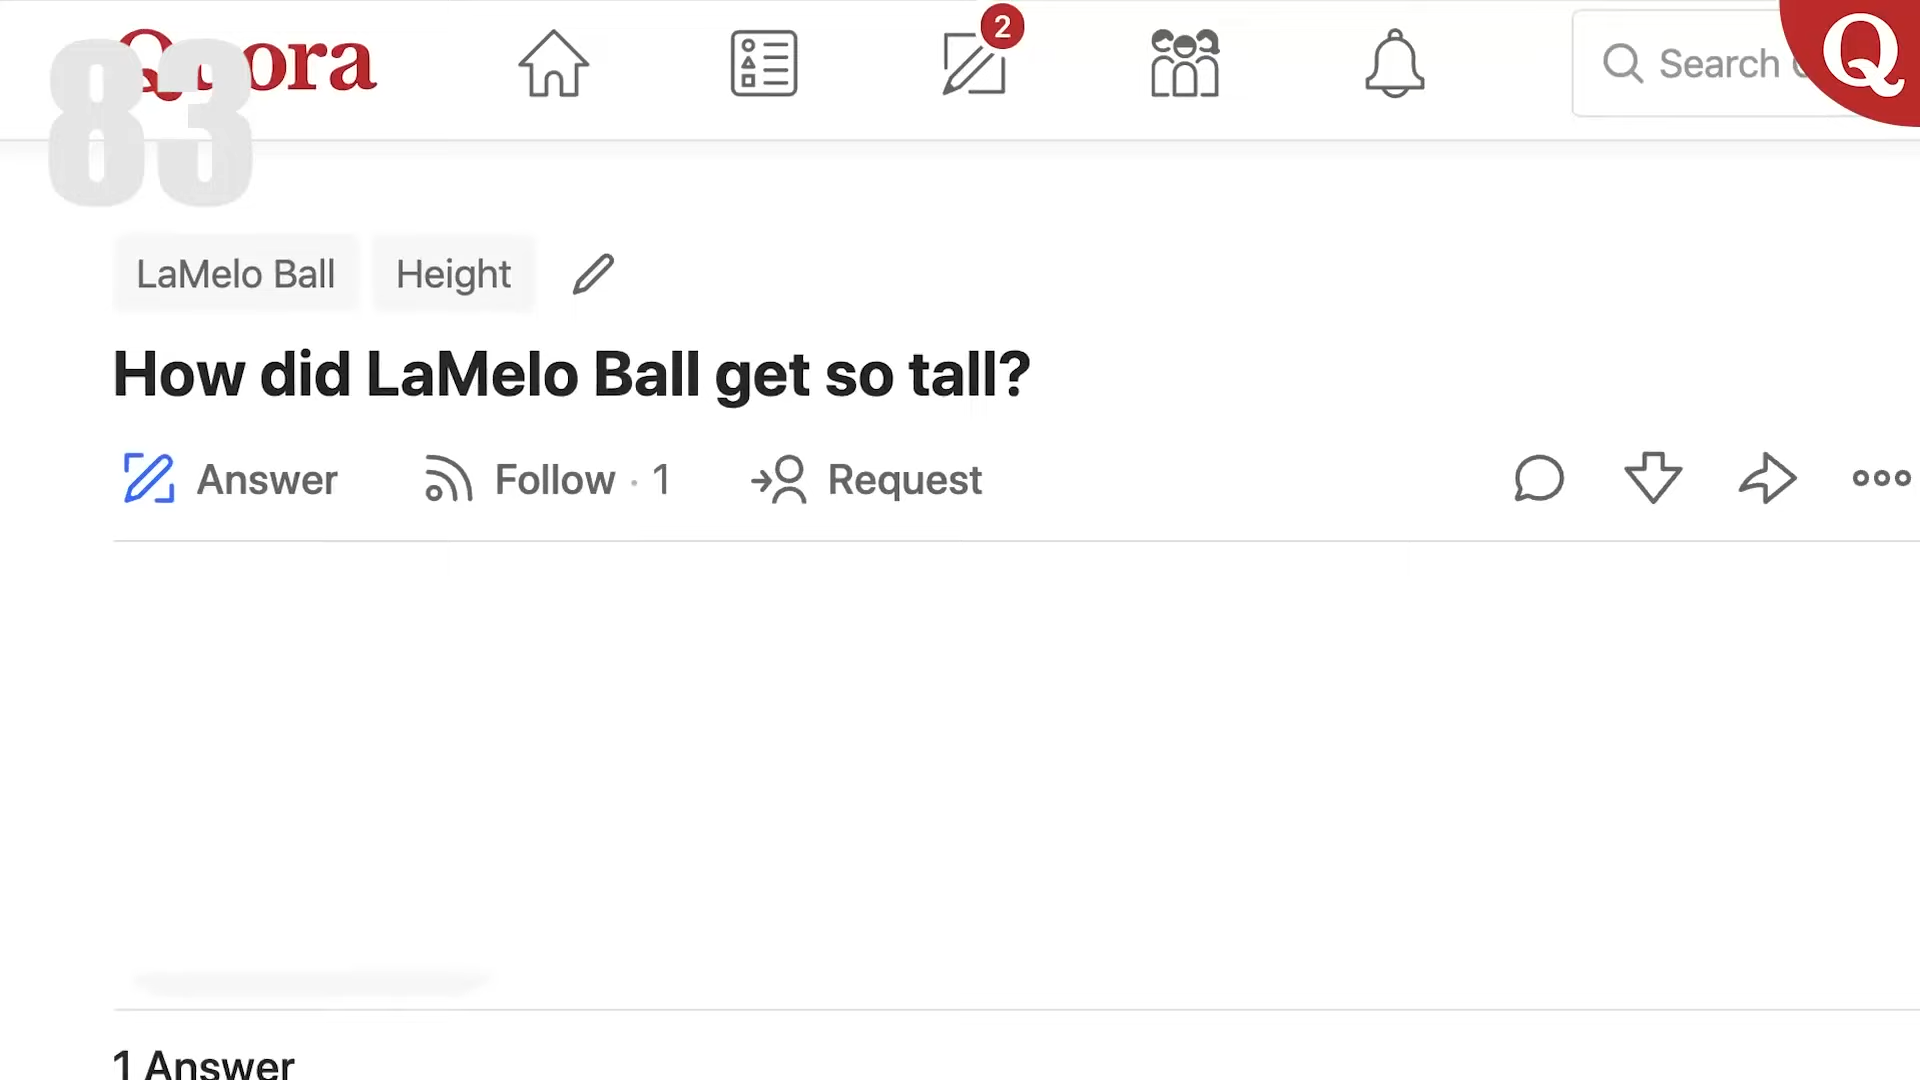 Quora
2
Search
Q
83
LaMelo Ball
Height
How did LaMelo Ball get so tall?
Answer
Follow · 1
Request
1 Answer